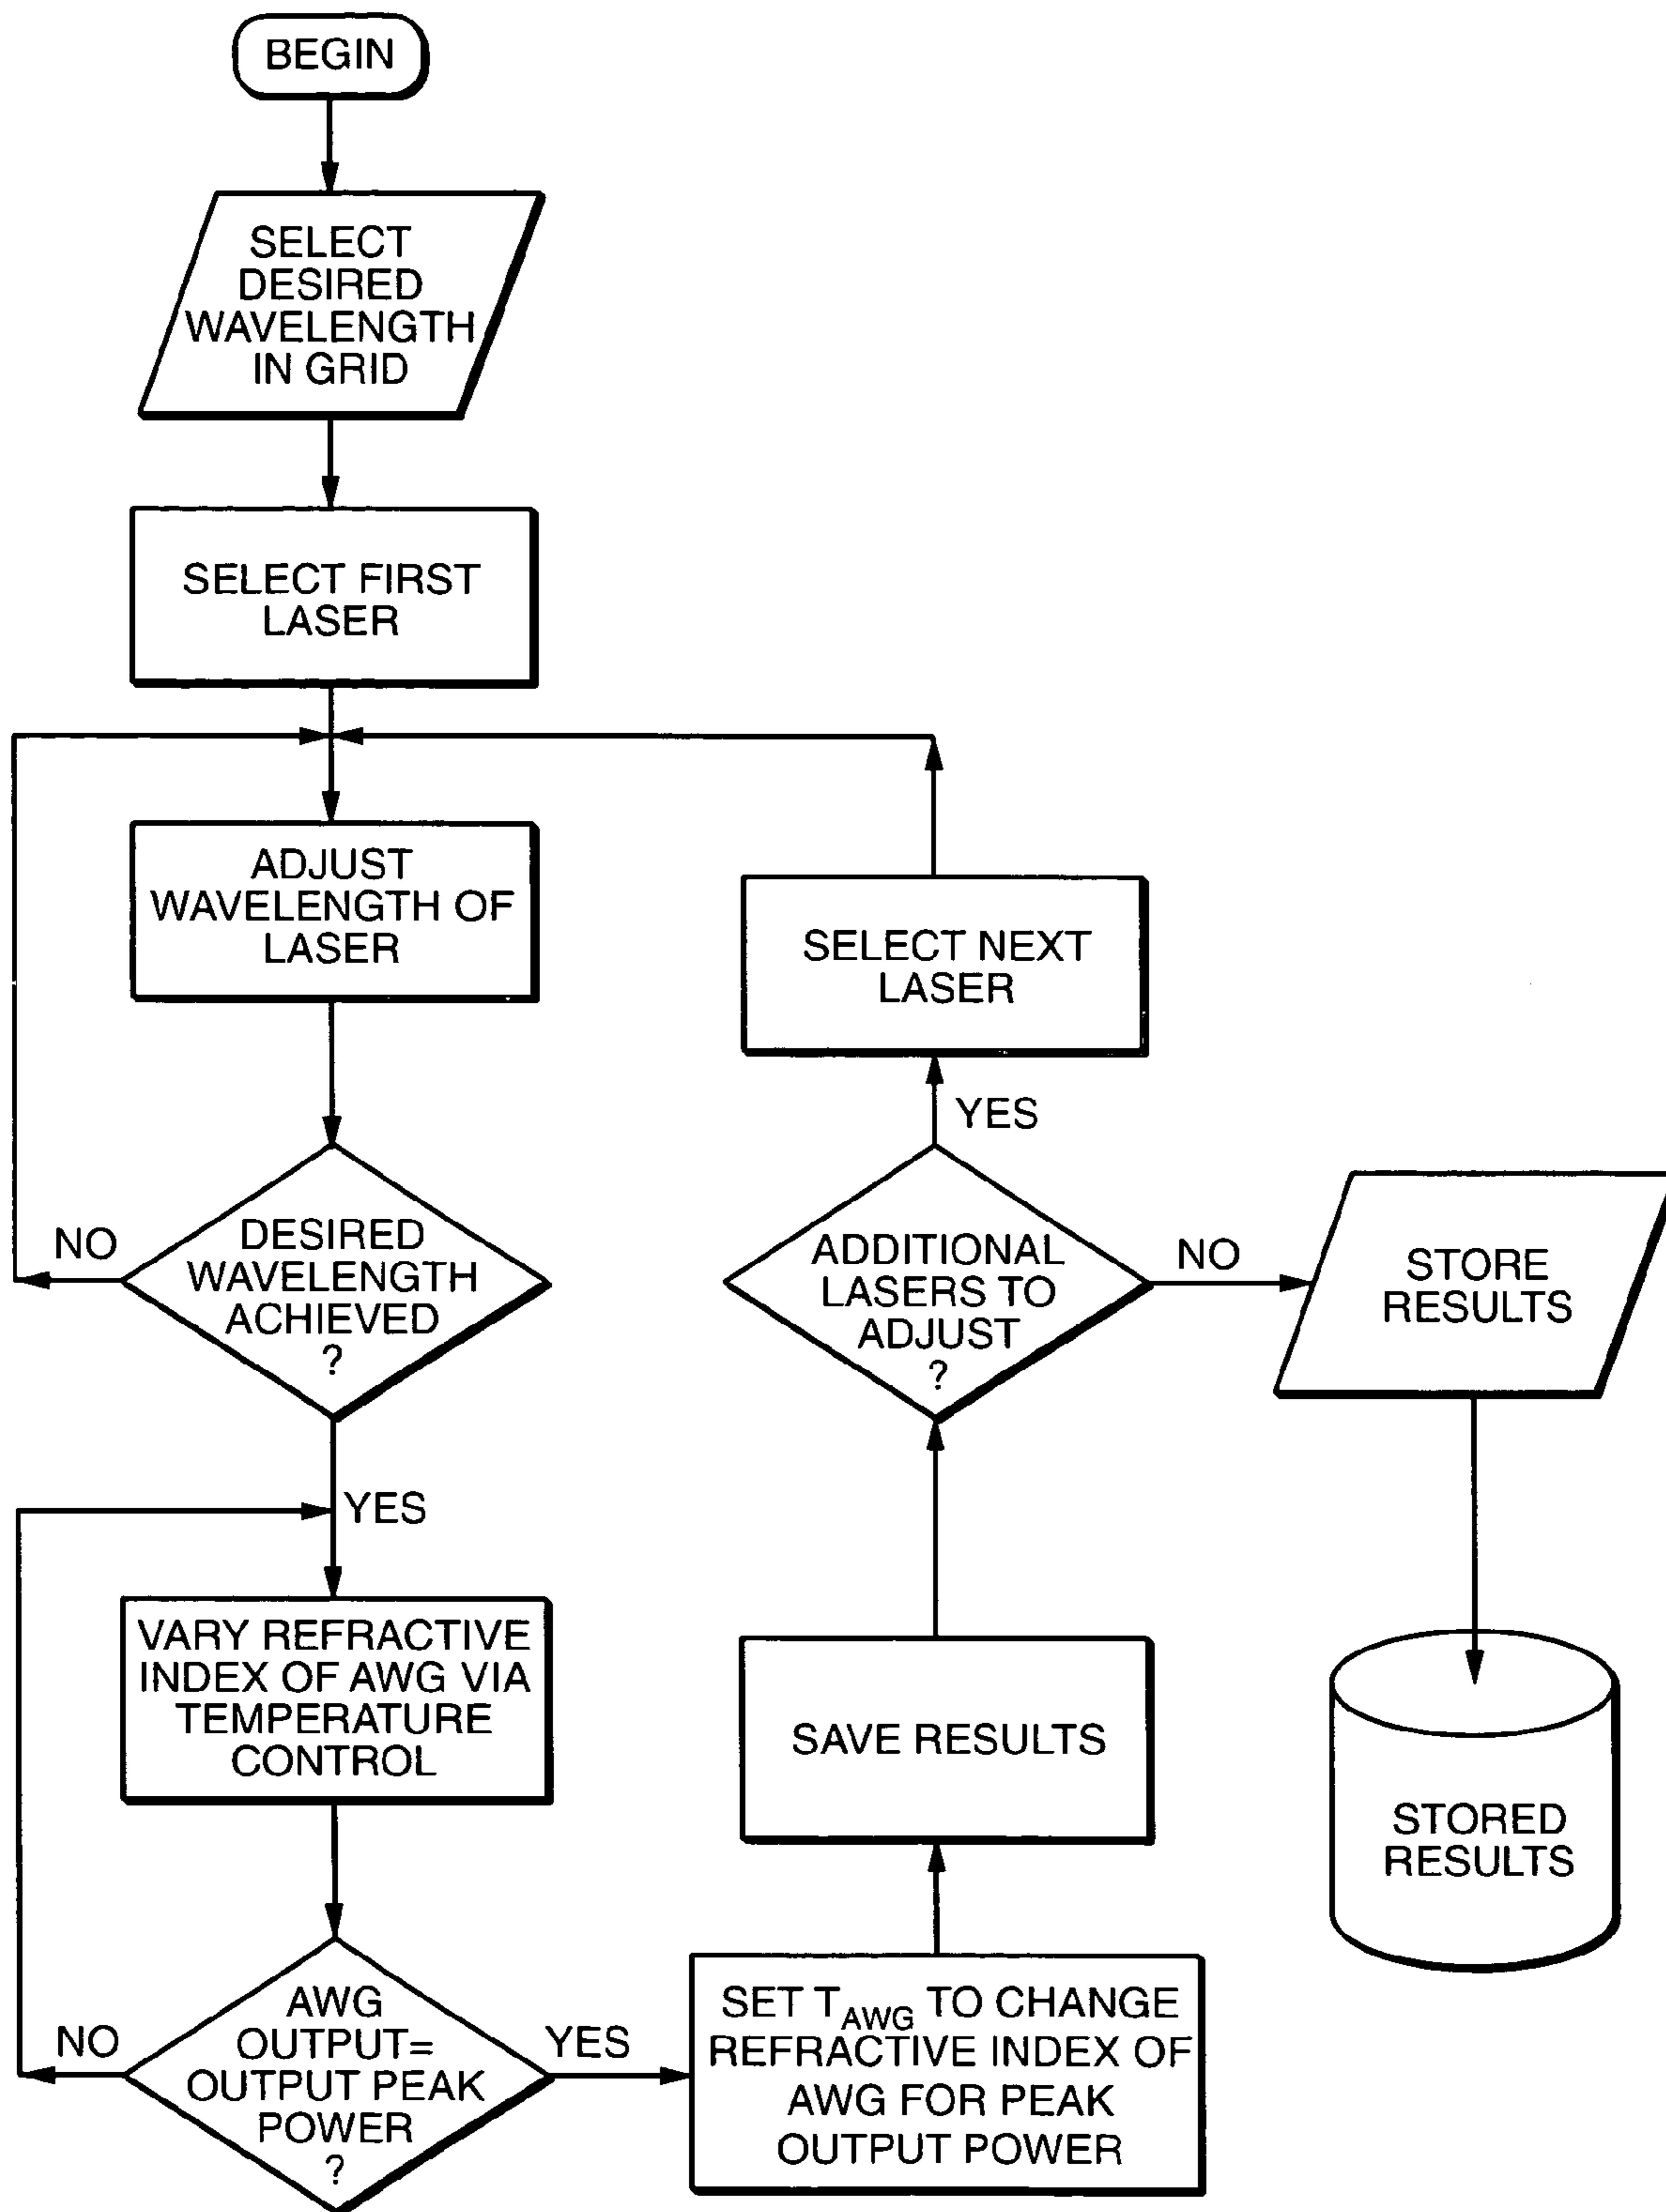 BEGIN
SELECT
DESIRED
WAVELENGTH
IN GRID
SELECT FIRST
LASER
ADJUST
WAVELENGTH OF
LASER
DESIRED
WAVELENGTH
ACHIEVED
?
NO
YES
VARY REFRACTIVE
INDEX OF AWG VIA
TEMPERATURE
CONTROL
AWG
OUTPUT=
OUTPUT PEAK
POWER
?
NO
YES
SET TAWG TO CHANGE
REFRACTIVE INDEX OF
AWG FOR PEAK
OUTPUT POWER
SAVE RESULTS
ADDITIONAL
LASERS TO
ADJUST
?
YES
SELECT NEXT
LASER
NO
STORE
RESULTS
STORED
RESULTS